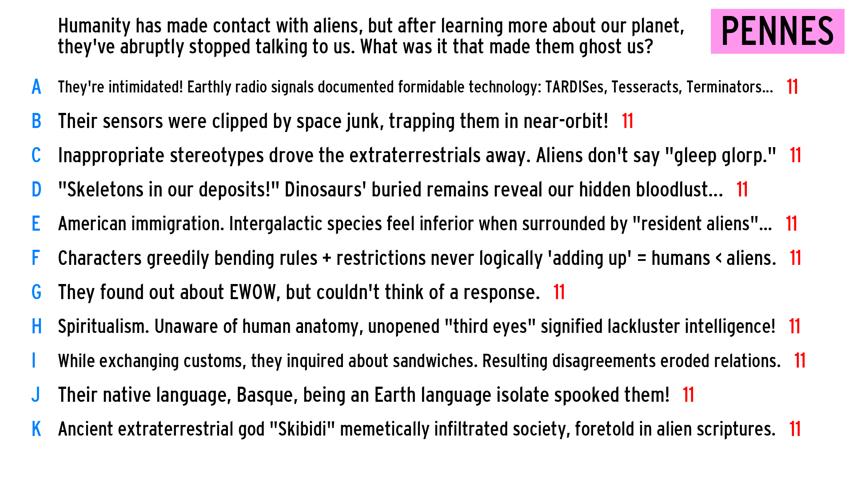 Humanity has made contact with aliens, but after learning more about our planet,
they've abruptly stopped talking to us. What was it that made them ghost us?
PENNES
A They're intimidated! Earthly radio signals documented formidable technology: TARDISes, Tesseracts, Terminators... 11
B Their sensors were clipped by space junk, trapping them in near-orbit! 11
C Inappropriate stereotypes drove the extraterrestrials away. Aliens don't say "gleep glorp." 11
D "Skeletons in our deposits!" Dinosaurs' buried remains reveal our hidden bloodlust... 11
E American immigration. Intergalactic species feel inferior when surrounded by "resident aliens"... 11
F Characters greedily bending rules + restrictions never logically 'adding up' = humans < aliens. 11
G They found out about EWOW, but couldn't think of a response. 11
H Spiritualism. Unaware of human anatomy, unopened "third eyes" signified lackluster intelligence! 11
I While exchanging customs, they inquired about sandwiches. Resulting disagreements eroded relations. 11
J Their native language, Basque, being an Earth language isolate spooked them! 11
K Ancient extraterrestrial god "Skibidi" memetically infiltrated society, foretold in alien scriptures. 11